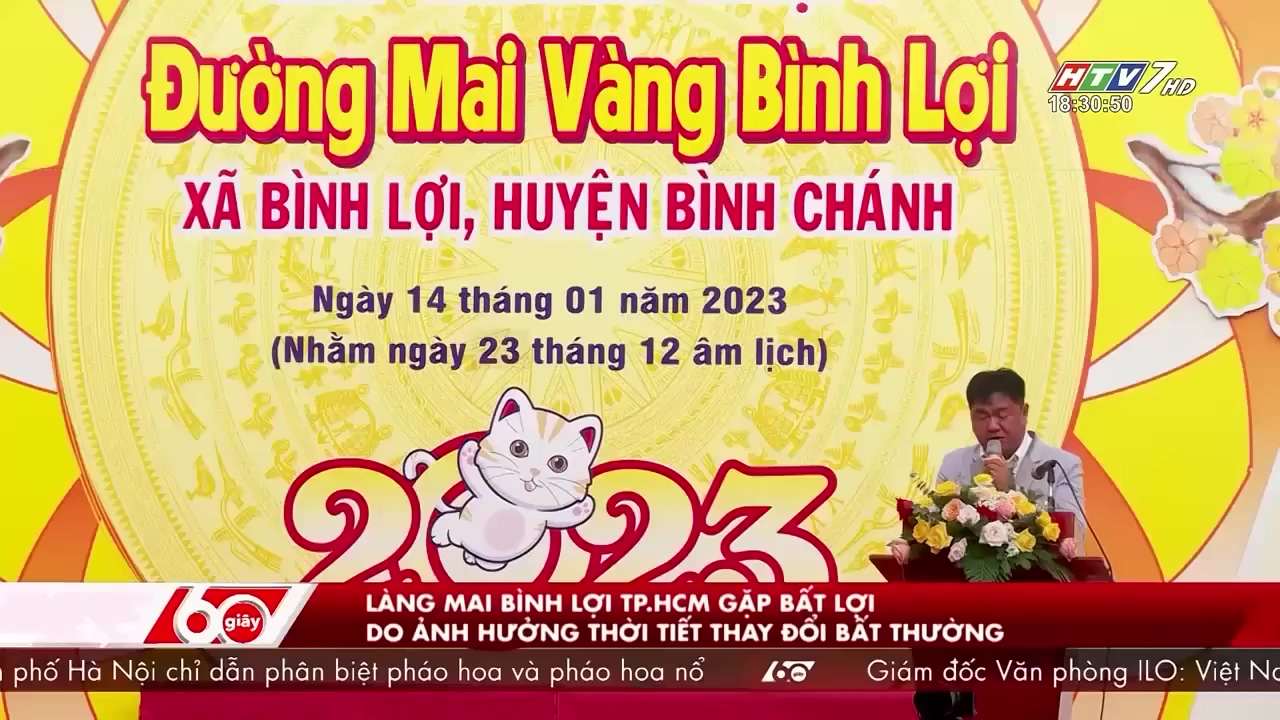 Đường Mai Vàng Bình Lợi
HTV7 HD
18:30:50
XÃ BÌNH LỢI, HUYỆN BÌNH CHÁNH
Ngày 14 tháng 01 năm 2023
(Nhằm ngày 23 tháng 12 âm lịch)
2023
60 giây
LÀNG MAI BÌNH LỢI TP.HCM GẶP BẤT LỢI
DO ẢNH HƯỞNG THỜI TIẾT THAY ĐỔI BẤT THƯỜNG
phố Hà Nội chỉ dẫn phân biệt pháo hoa và pháo hoa nổ 60 giây Giám đốc Văn phòng ILO: Việt